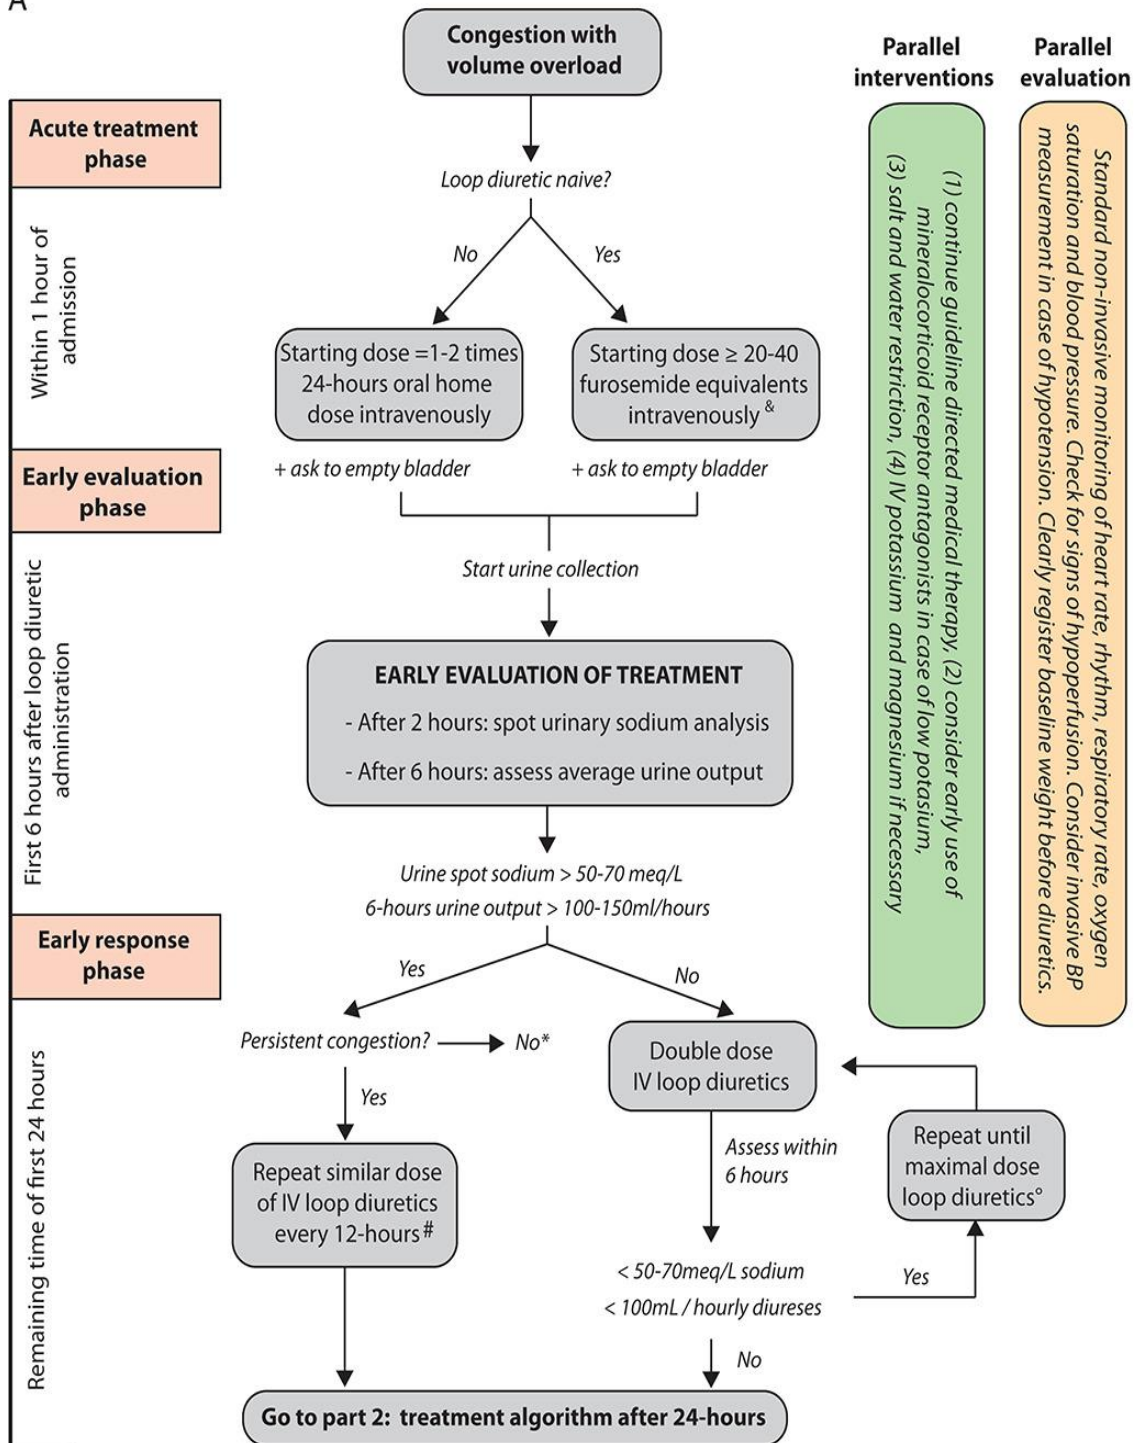 A
Congestion with
volume overload
Parallel
interventions
Parallel
evaluation
Acute treatment
phase
Within 1 hour of
admission
Loop diuretic naive?
No
Yes
Starting dose =1-2 times
24-hours oral home
dose intravenously
Starting dose ≥ 20-40
furosemide equivalents
intravenously &
+ ask to empty bladder
+ ask to empty bladder
Early evaluation
phase
First 6 hours after loop diuretic
administration
Start urine collection
EARLY EVALUATION OF TREATMENT
- After 2 hours: spot urinary sodium analysis
- After 6 hours: assess average urine output
Urine spot sodium > 50-70 meq/L
6-hours urine output > 100-150ml/hours
Early response
phase
Remaining time of first 24 hours
Yes
No
Persistent congestion?
No*
Yes
Repeat similar dose
of IV loop diuretics
every 12-hours #
Double dose
IV loop diuretics
Assess within
6 hours
Repeat until
maximal dose
loop diuretics°
< 50-70meq/L sodium
< 100mL / hourly diureses
Yes
No
Go to part 2: treatment algorithm after 24-hours
(1) continue guideline directed medical therapy, (2) consider early use of
mineralocorticoid receptor antagonists in case of low potasium,
(3) salt and water restriction, (4) IV potassium and magnesium if necessary
Standard non-invasive monitoring of heart rate, rhythm, respiratory rate, oxygen
saturation and blood pressure. Check for signs of hypoperfusion. Consider invasive BP
measurement in case of hypotension. Clearly register baseline weight before diuretics.